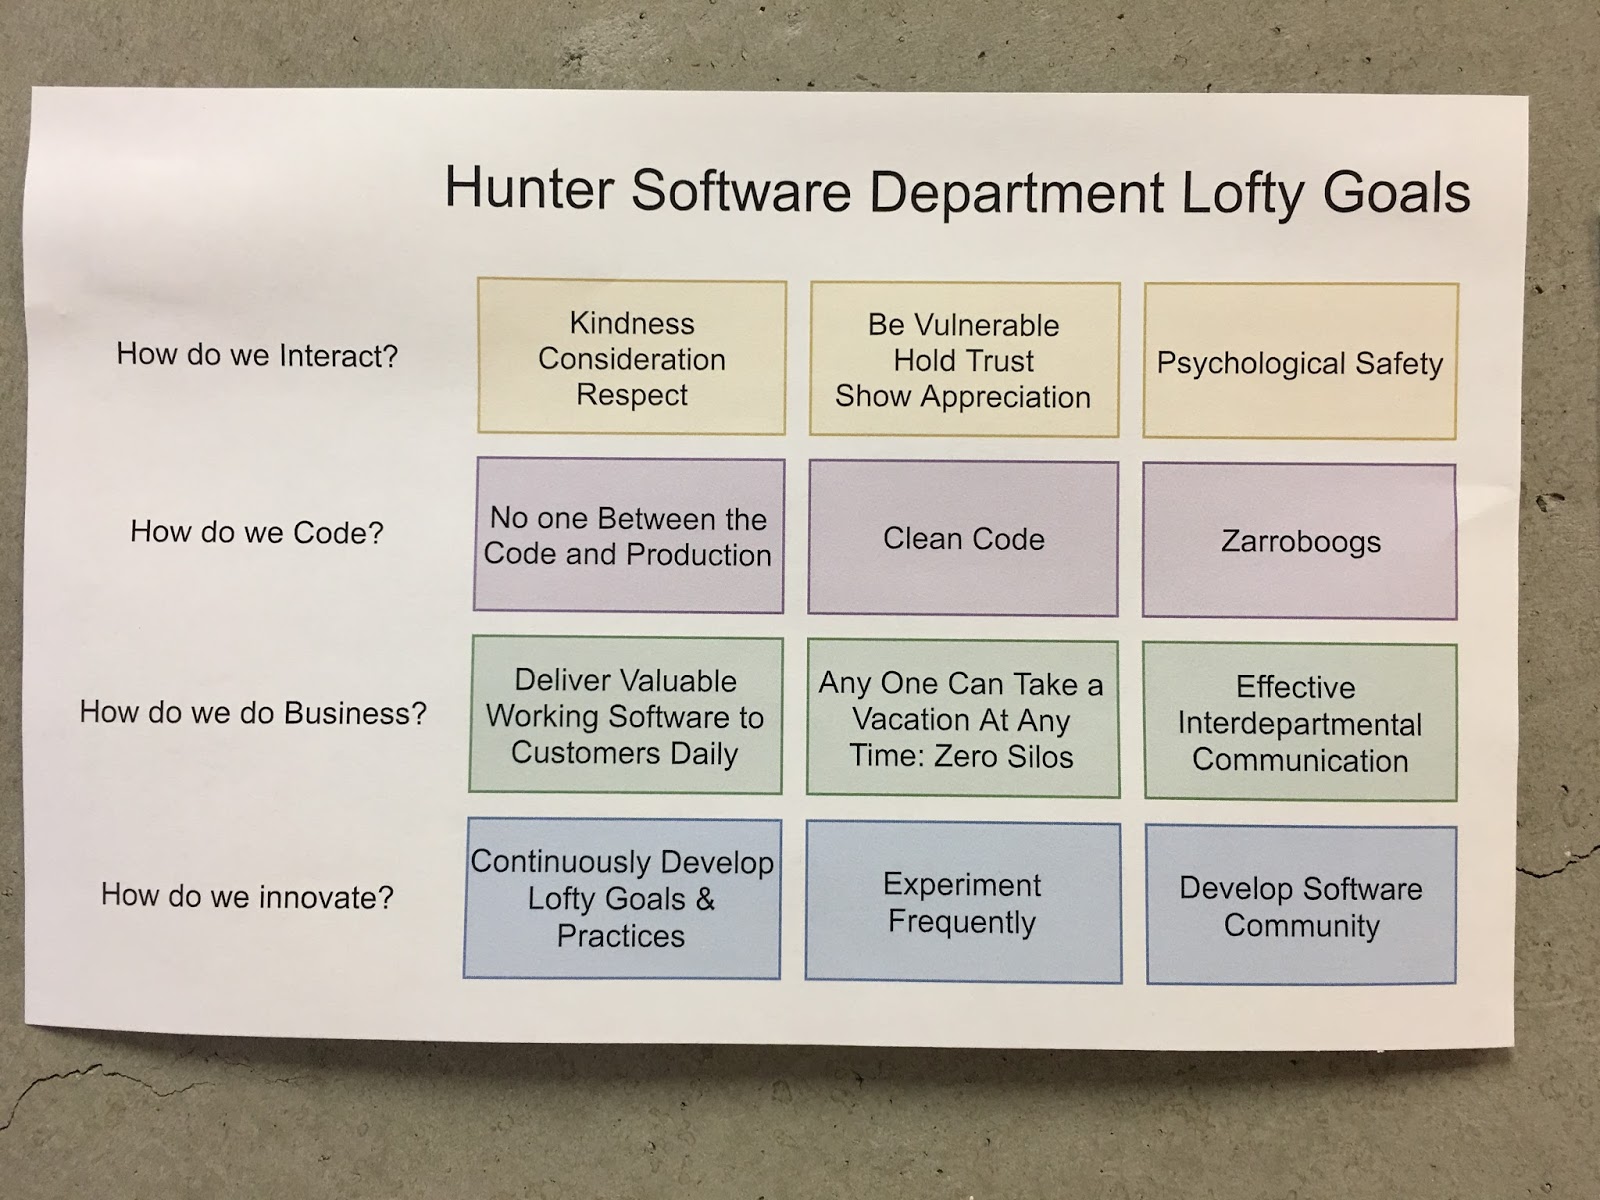 Hunter Software Department Lofty Goals
How do we Interact?
Kindness
Consideration
Respect
Be Vulnerable
Hold Trust
Show Appreciation
Psychological Safety
How do we Code?
No one Between the
Code and Production
Clean Code
Zarroboogs
How do we do Business?
Deliver Valuable
Working Software to
Customers Daily
Any One Can Take a
Vacation At Any
Time: Zero Silos
Effective
Interdepartmental
Communication
How do we innovate?
Continuously Develop
Lofty Goals &
Practices
Experiment
Frequently
Develop Software
Community